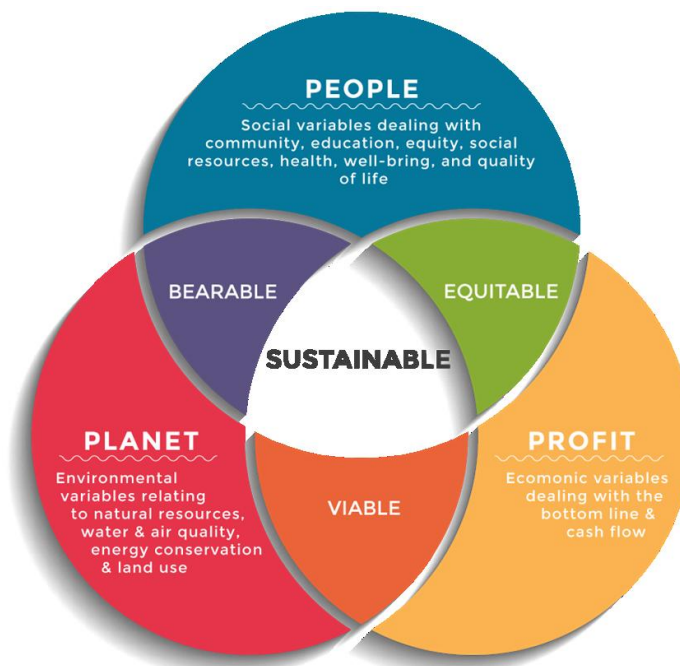 PEOPLE
Social variables dealing with
community, education, equity, social
resources, health, well-bring, and quality
of life
BEARABLE
EQUITABLE
SUSTAINABLE
PLANET
Environmental
variables relating
to natural resources,
water & air quality,
energy conservation
& land use
PROFIT
Ecomonic variables
dealing with the
bottom line &
cash flow
VIABLE